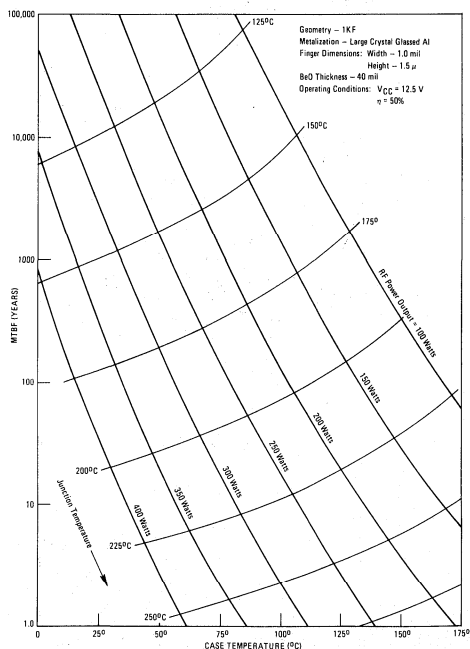 100,000
10,000
1000
100
10
1.0
MTBF (YEARS)
Geometry – 1KF
Metalization – Large Crystal Glassed Al
Finger Dimensions: Width – 1.0 mil
Height – 1.5 μ
BeO Thickness – 40 mil
Operating Conditions: VCC = 12.5 V
η = 50%
125°C
150°C
175°
200°C
225°C
250°C
RF Power Output = 100 Watts
150 Watts
200 Watts
250 Watts
300 Watts
350 Watts
400 Watts
Junction Temperature
0
25°
50°
75°
100°
125°
150°
175°
CASE TEMPERATURE (°C)